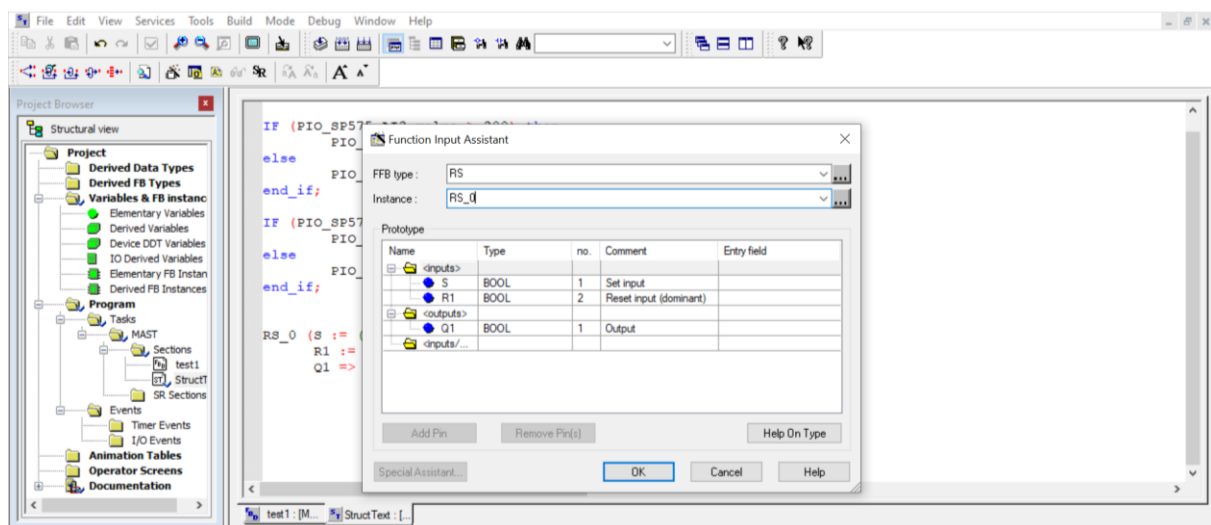 File Edit View Services Tools Build Mode Debug Window Help
Project Browser
Structural view
Project
Derived Data Types
Derived FB Types
Variables & FB instanc
Elementary Variables
Derived Variables
Device DDT Variables
IO Derived Variables
Elementary FB Instan
Derived FB Instances
Program
Tasks
MAST
Sections
test1
StructT
SR Sections
Events
Timer Events
I/O Events
Animation Tables
Operator Screens
Documentation
IF (PIO_SP575
PIO_
else
PIO_
end_if;
IF (PIO_SP57
PIO_
else
PIO_
end_if;
RS_0 (S := (
R1 :=
Q1 =>
Function Input Assistant
FFB type : RS
Instance : RS_0
Prototype
Name Type no. Comment Entry field
<inputs>
S BOOL 1 Set input
R1 BOOL 2 Reset input (dominant)
<outputs>
Q1 BOOL 1 Output
<inputs/...
Add Pin Remove Pin(s) Help On Type
Special Assistant... OK Cancel Help
test1 : [M... StructText : [...